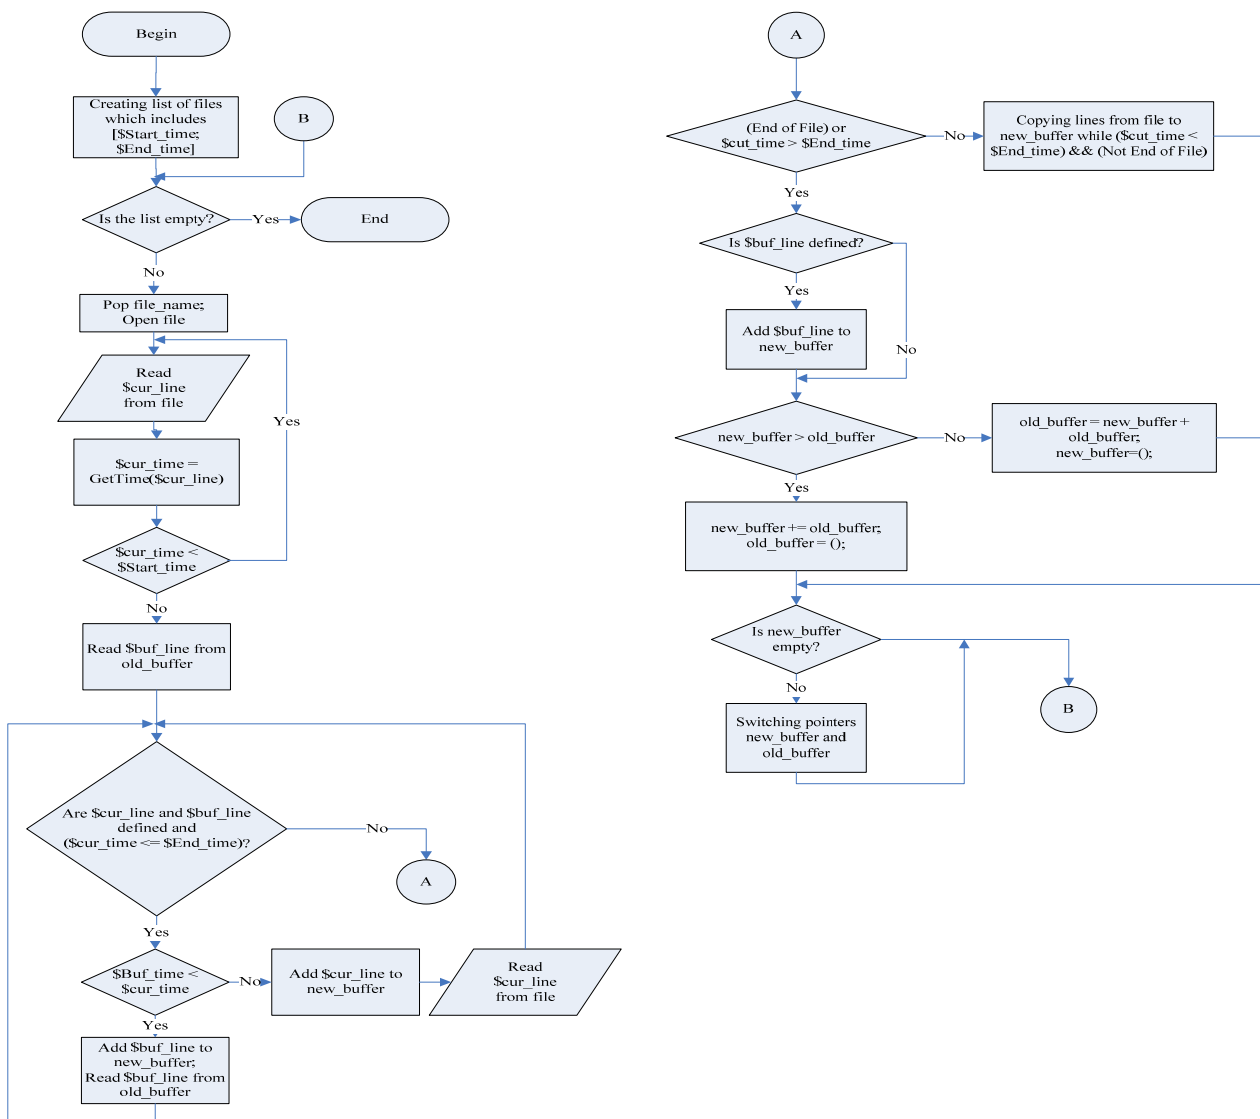 Begin
Creating list of files
which includes
[$Start_time;
$End_time]
B
Is the list empty?
Yes
End
No
Pop file_name;
Open file
Read
$cur_line
from file
Yes
$cur_time =
GetTime($cur_line)
$cur_time <
$Start_time
No
Read $buf_line from
old_buffer
Are $cur_line and $buf_line
defined and
($cur_time <= $End_time)?
No
A
Yes
$Buf_time <
$cur_time
No
Add $cur_line to
new_buffer
Read
$cur_line
from file
Yes
Add $buf_line to
new_buffer;
Read $buf_line from
old_buffer
A
(End of File) or
$cut_time > $End_time
No
Copying lines from file to
new_buffer while ($cut_time <
$End_time) && (Not End of File)
Yes
Is $buf_line defined?
Yes
Add $buf_line to
new_buffer
No
new_buffer > old_buffer
No
old_buffer = new_buffer +
old_buffer;
new_buffer=();
Yes
new_buffer += old_buffer;
old_buffer = ();
Is new_buffer
empty?
No
B
Switching pointers
new_buffer and
old_buffer